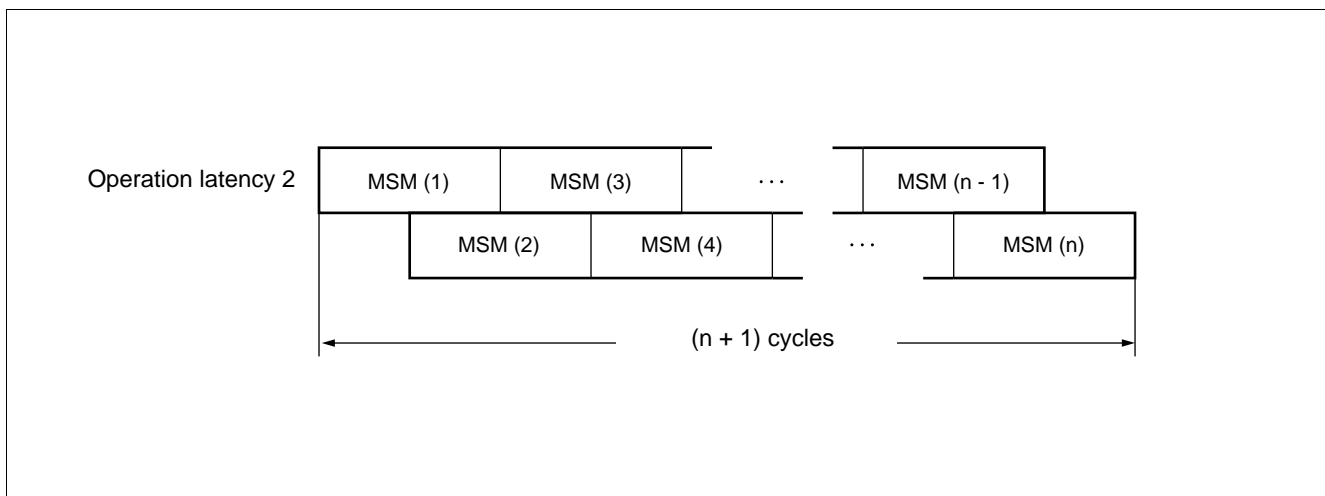 Operation latency 2
MSM (1) MSM (3) ··· MSM (n - 1)
MSM (2) MSM (4) ··· MSM (n)
(n + 1) cycles